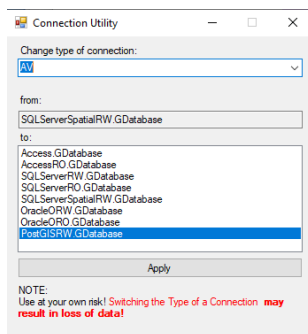 Connection Utility
Change type of connection:
AV
from:
SQLServerSpatialRW.GDatabase
to:
Access.GDatabase
AccessRO.GDatabase
SQLServerRW.GDatabase
SQLServerRO.GDatabase
SQLServerSpatialRW.GDatabase
OracleORW.GDatabase
OracleORO.GDatabase
PostGISRW.GDatabase
Apply
NOTE:
Use at your own risk! Switching the Type of a Connection may
result in loss of data!